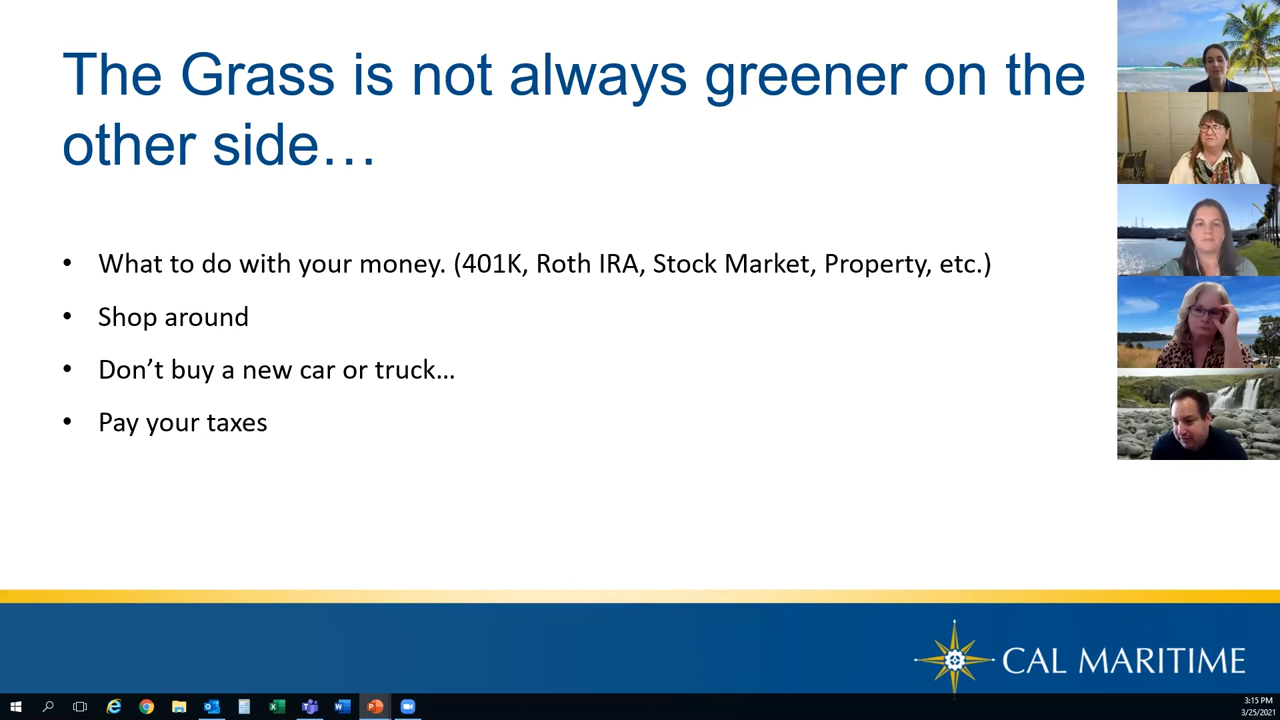 The Grass is not always greener on the
other side…
• What to do with your money. (401K, Roth IRA, Stock Market, Property, etc.)
• Shop around
• Don’t buy a new car or truck…
• Pay your taxes
CAL MARITIME
3:15 PM
3/25/2021